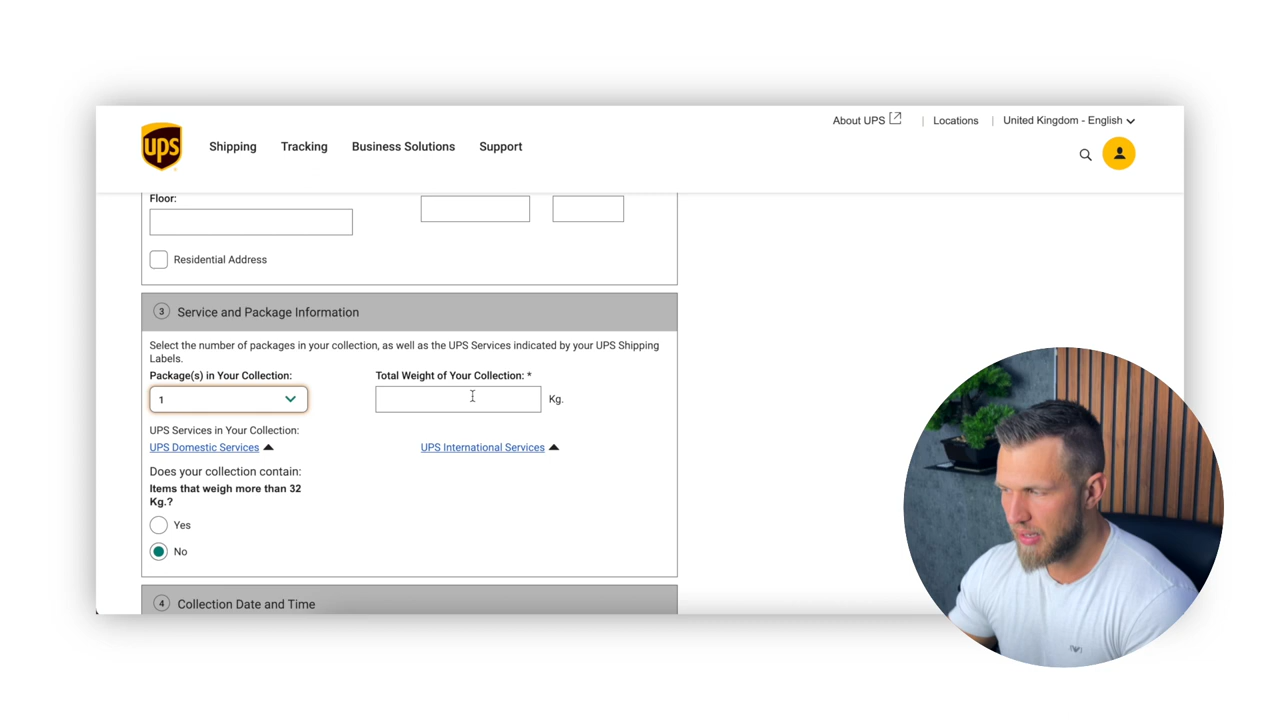 About UPS
Locations
United Kingdom - English
ups
Shipping
Tracking
Business Solutions
Support
Floor:
Residential Address
3 Service and Package Information
Select the number of packages in your collection, as well as the UPS Services indicated by your UPS Shipping
Labels.
Package(s) in Your Collection:
Total Weight of Your Collection: *
1
Kg.
UPS Services in Your Collection:
UPS Domestic Services
UPS International Services
Does your collection contain:
Items that weigh more than 32
Kg.?
Yes
No
4 Collection Date and Time